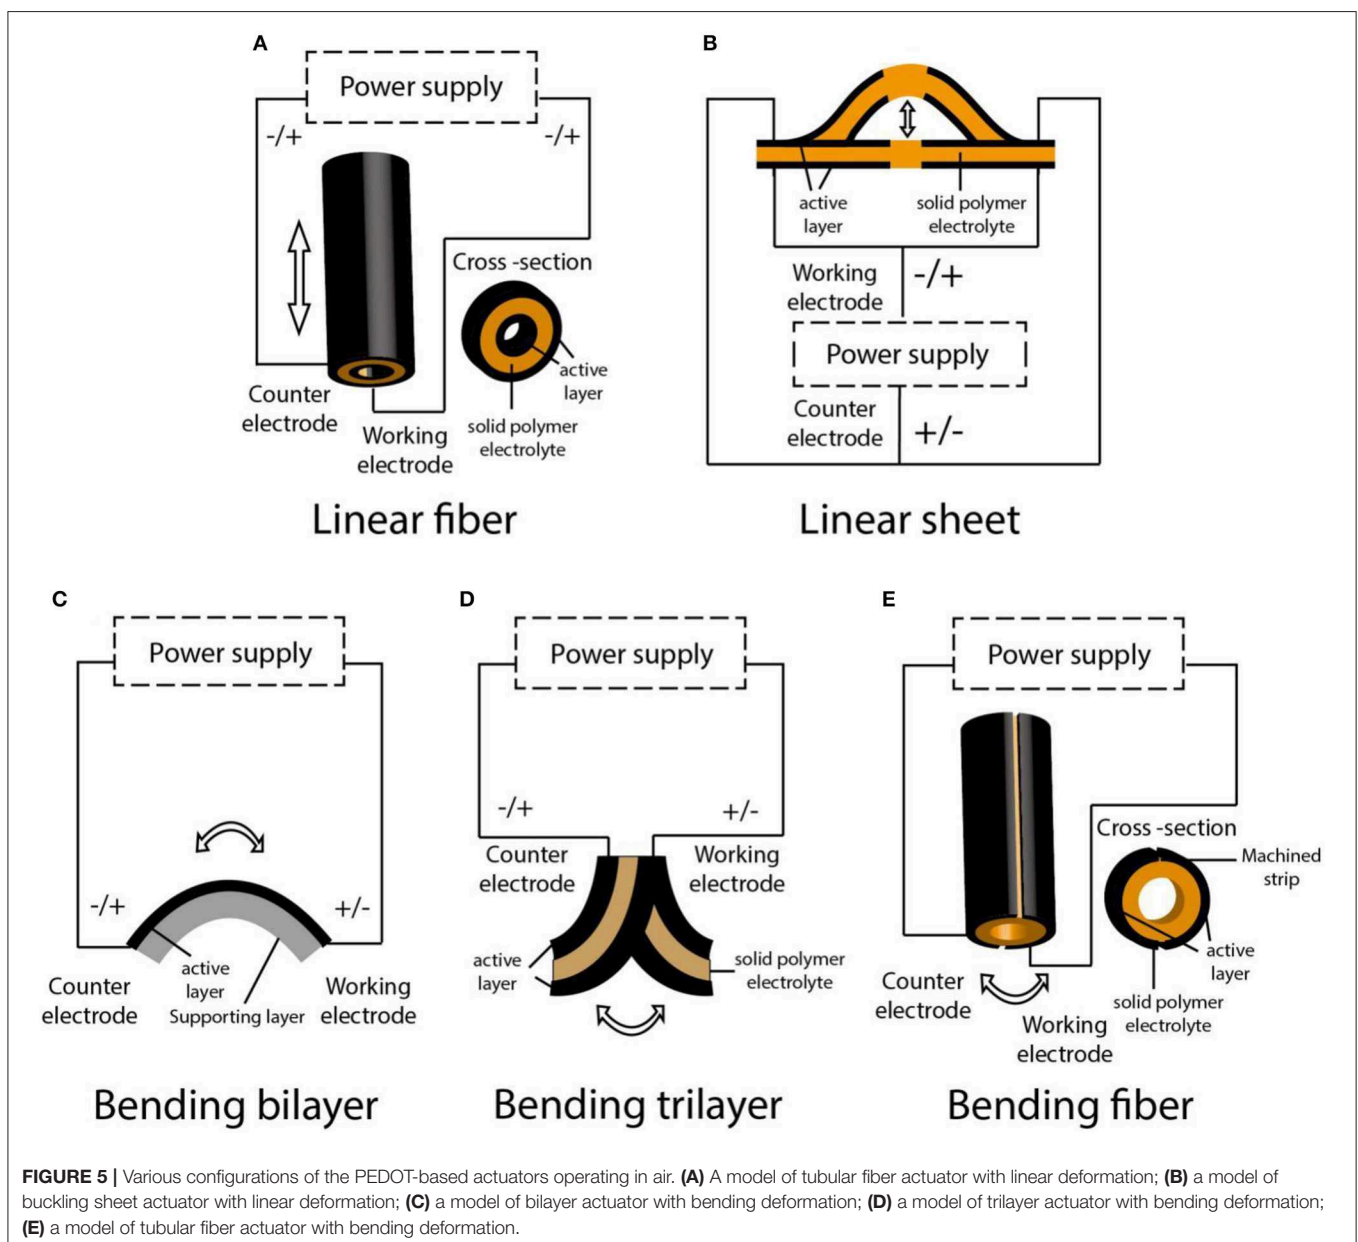 A
Power supply
-/+
-/+
Cross -section
active
layer
Counter
electrode
solid polymer
electrolyte
Working
electrode
Linear fiber
B
active
layer
solid polymer
electrolyte
Working
electrode
-/+
Power supply
Counter
electrode
+/-
Linear sheet
C
Power supply
-/+
+/-
active
layer
Supporting layer
Counter
electrode
Working
electrode
Bending bilayer
D
Power supply
-/+
+/-
Counter
electrode
Working
electrode
active
layer
solid polymer
electrolyte
Bending trilayer
E
Power supply
Cross -section
Machined
strip
active
layer
Counter
electrode
solid polymer
electrolyte
Working
electrode
Bending fiber
FIGURE 5 | Various configurations of the PEDOT-based actuators operating in air. (A) A model of tubular fiber actuator with linear deformation; (B) a model of
buckling sheet actuator with linear deformation; (C) a model of bilayer actuator with bending deformation; (D) a model of trilayer actuator with bending deformation;
(E) a model of tubular fiber actuator with bending deformation.